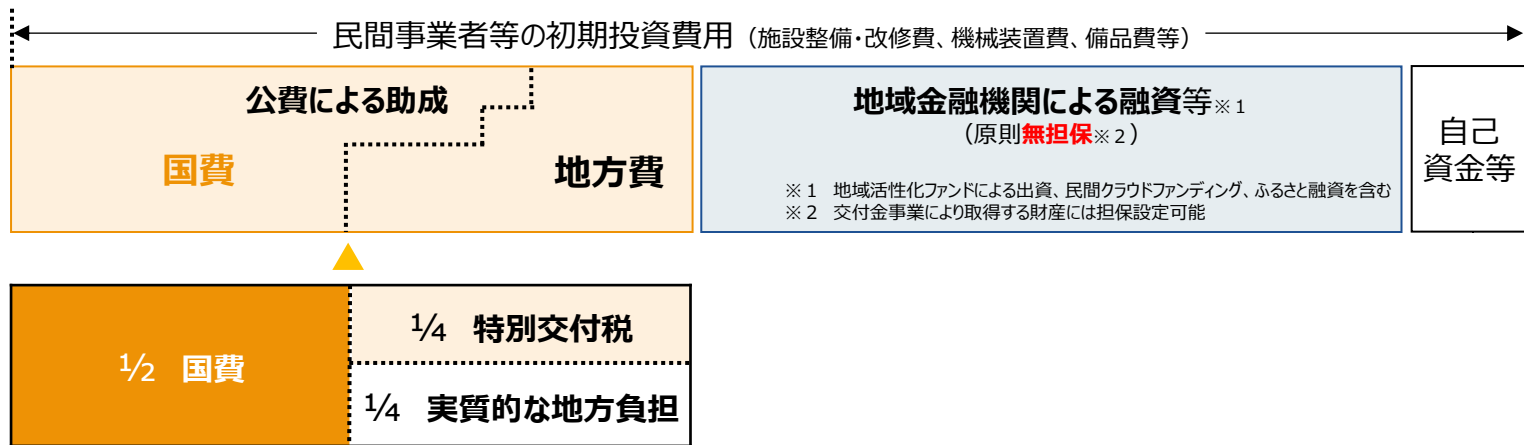 民間事業者等の初期投資費用（施設整備・改修費、機械装置費、備品費等）
公費による助成
国費
地方費
地域金融機関による融資等※１
（原則無担保※２）
※１　地域活性化ファンドによる出資、民間クラウドファンディング、ふるさと融資を含む
※２　交付金事業により取得する財産には担保設定可能
自己
資金等
½　国費
¼　特別交付税
¼　実質的な地方負担